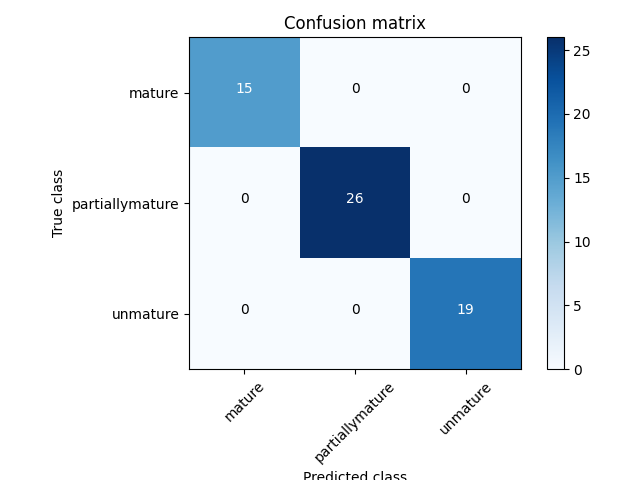 Confusion matrix
True class
mature 15 0 0
partiallymature 0 26 0
unmature 0 0 19
mature partiallymature unmature
Predicted class
25
20
15
10
5
0